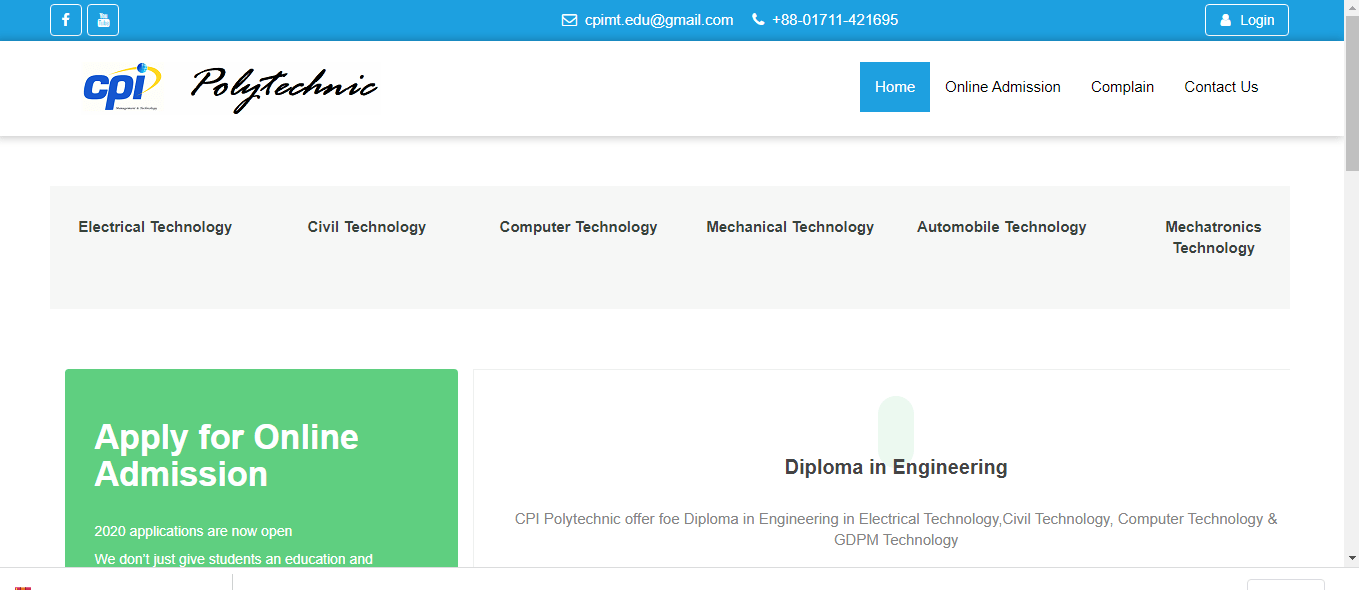 cpimt.edu@gmail.com +88-01711-421695 Login
cpi Polytechnic
Home Online Admission Complain Contact Us
Electrical Technology Civil Technology Computer Technology Mechanical Technology Automobile Technology Mechatronics
Technology
Apply for Online
Admission
2020 applications are now open
We don't just give students an education and
Diploma in Engineering
CPI Polytechnic offer foe Diploma in Engineering in Electrical Technology,Civil Technology, Computer Technology &
GDPM Technology